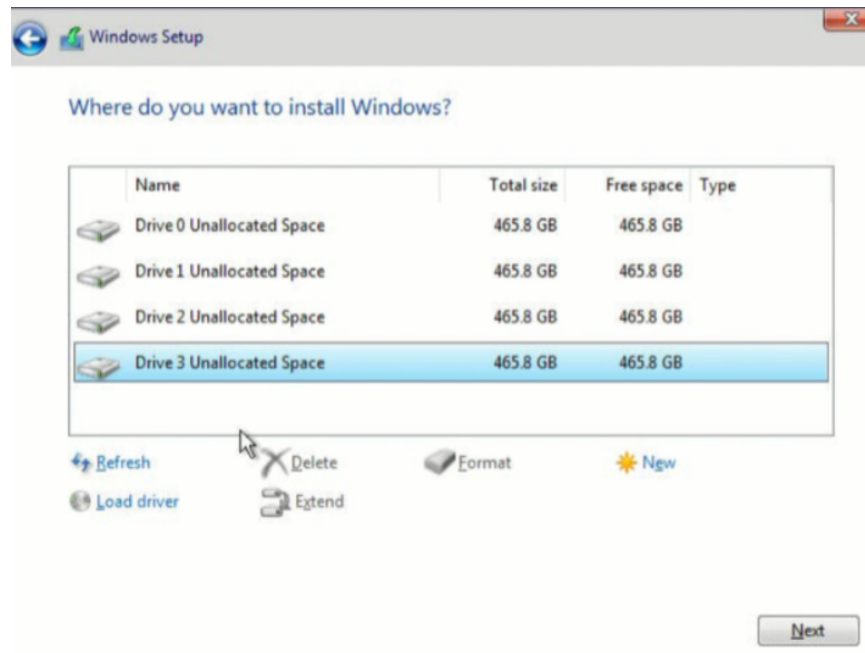 Windows Setup
Where do you want to install Windows?
Name Total size Free space Type
Drive 0 Unallocated Space 465.8 GB 465.8 GB
Drive 1 Unallocated Space 465.8 GB 465.8 GB
Drive 2 Unallocated Space 465.8 GB 465.8 GB
Drive 3 Unallocated Space 465.8 GB 465.8 GB
Refresh Delete Format New
Load driver Extend
Next